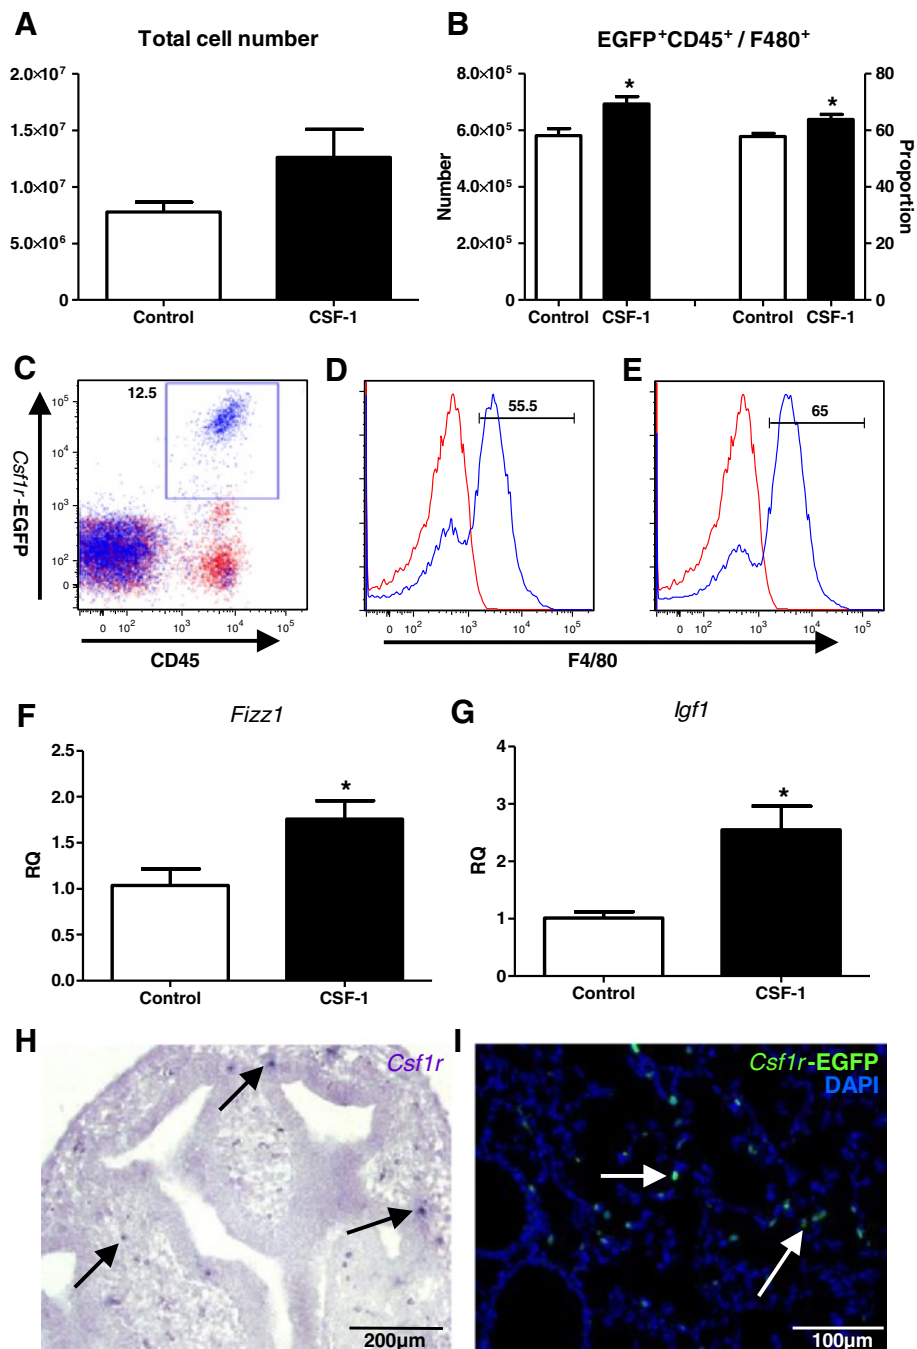 A
Total cell number
2.0×10⁷
1.5×10⁷
1.0×10⁷
5.0×10⁶
0
Control
CSF-1
B
EGFP⁺CD45⁺ / F480⁺
Number
8.0×10⁵
6.0×10⁵
4.0×10⁵
2.0×10⁵
0
*
*
80
60
40
20
0
Proportion
Control
CSF-1
Control
CSF-1
C
Csf1r-EGFP
12.5
10⁵
10⁴
10³
10²
0
0 10² 10³ 10⁴ 10⁵
CD45
D
55.5
0 10² 10³ 10⁴ 10⁵
E
65
0 10² 10³ 10⁴ 10⁵
F4/80
F
Fizz1
RQ
2.5
2.0
1.5
1.0
0.5
0.0
*
Control
CSF-1
G
Igf1
RQ
4
3
2
1
0
*
Control
CSF-1
H
Csf1r
200µm
I
Csf1r-EGFP
DAPI
100µm